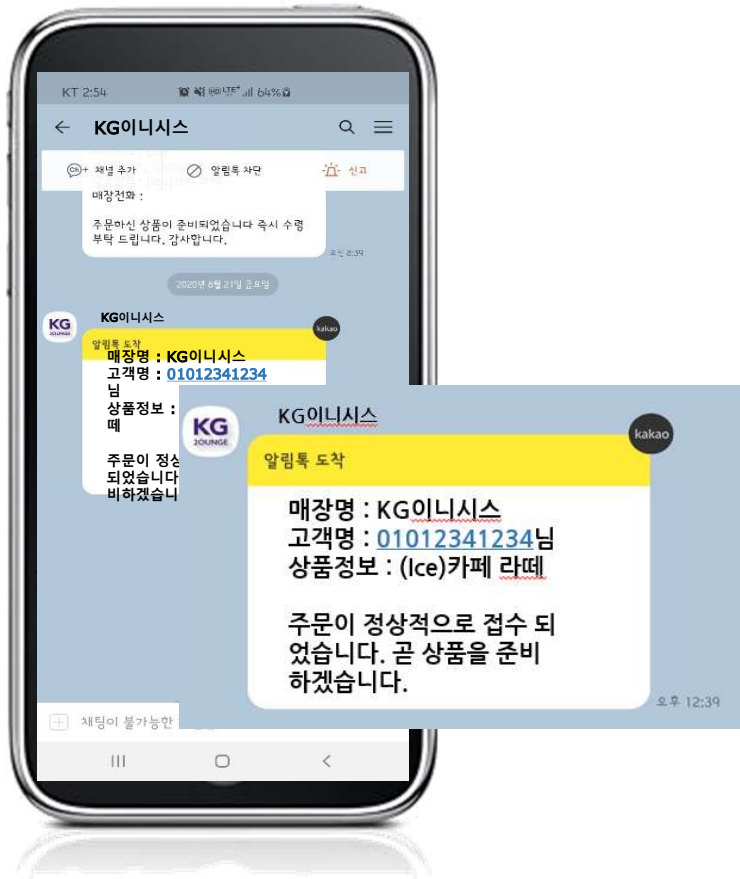 KT 2:54 LTE+ 64%
KG이니시스
Ch+ 채널 추가 알림톡 차단 신고
매장전화 :
주문하신 상품이 준비되었습니다 즉시 수령
부탁 드립니다. 감사합니다.
오전 8:39
2020년 8월 21일 금요일
KG
2OUNGE
KG이니시스
kakao
알림톡 도착
매장명 : KG이니시스
고객명 : 01012341234
님
상품정보 :
떼
주문이 정상
되었습니다
비하겠습니
채팅이 불가능한
KG
2OUNGE
KG이니시스
kakao
알림톡 도착
매장명 : KG이니시스
고객명 : 01012341234님
상품정보 : (Ice)카페 라떼
주문이 정상적으로 접수 되
었습니다. 곧 상품을 준비
하겠습니다.
오후 12:39